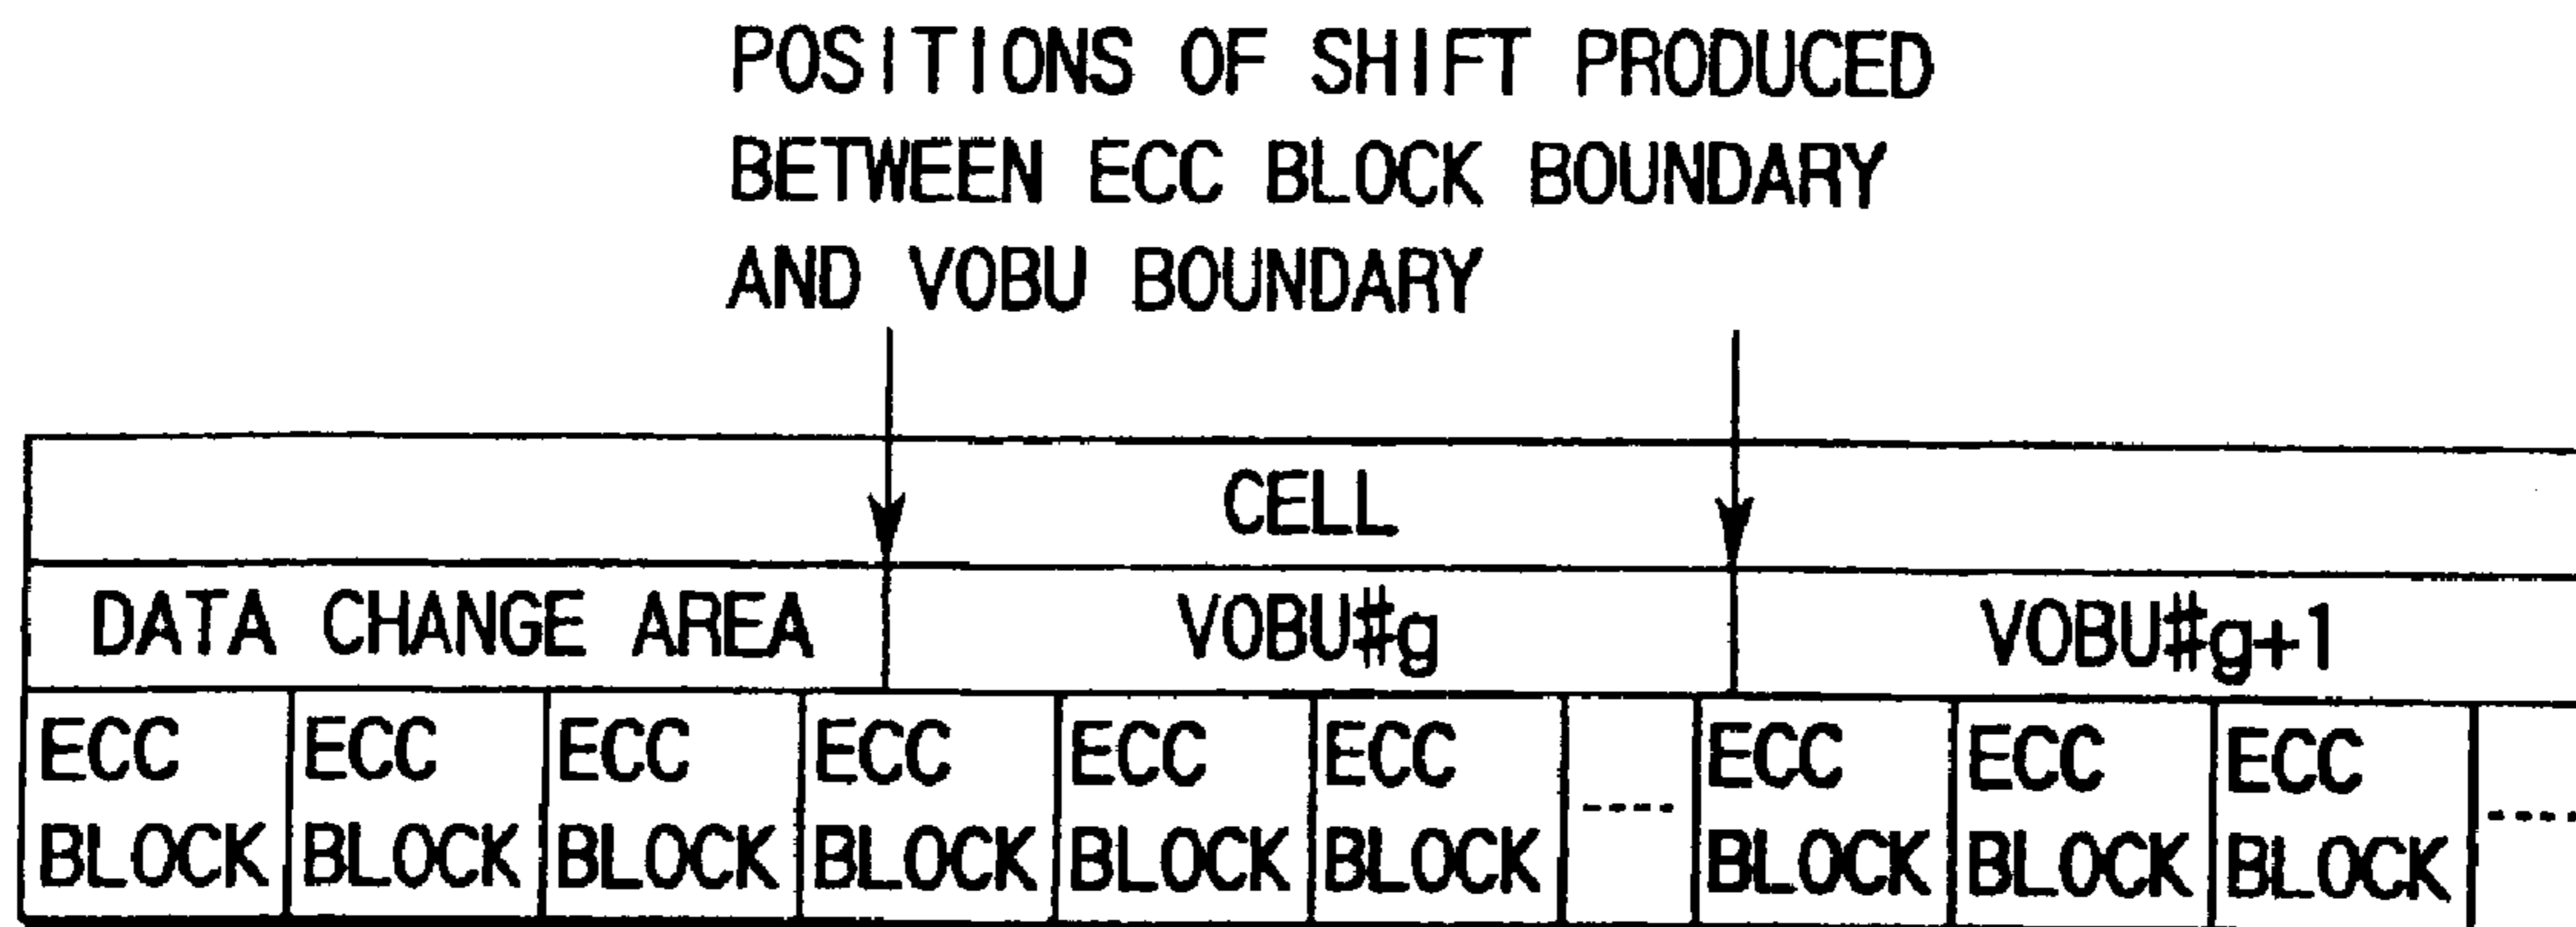 POSITIONS OF SHIFT PRODUCED
BETWEEN ECC BLOCK BOUNDARY
AND VOBU BOUNDARY
CELL
DATA CHANGE AREA VOBU#g VOBU#g+1
ECC ECC ECC ECC ECC ECC ECC ECC ECC
BLOCK BLOCK BLOCK BLOCK BLOCK BLOCK ---- BLOCK BLOCK BLOCK ----